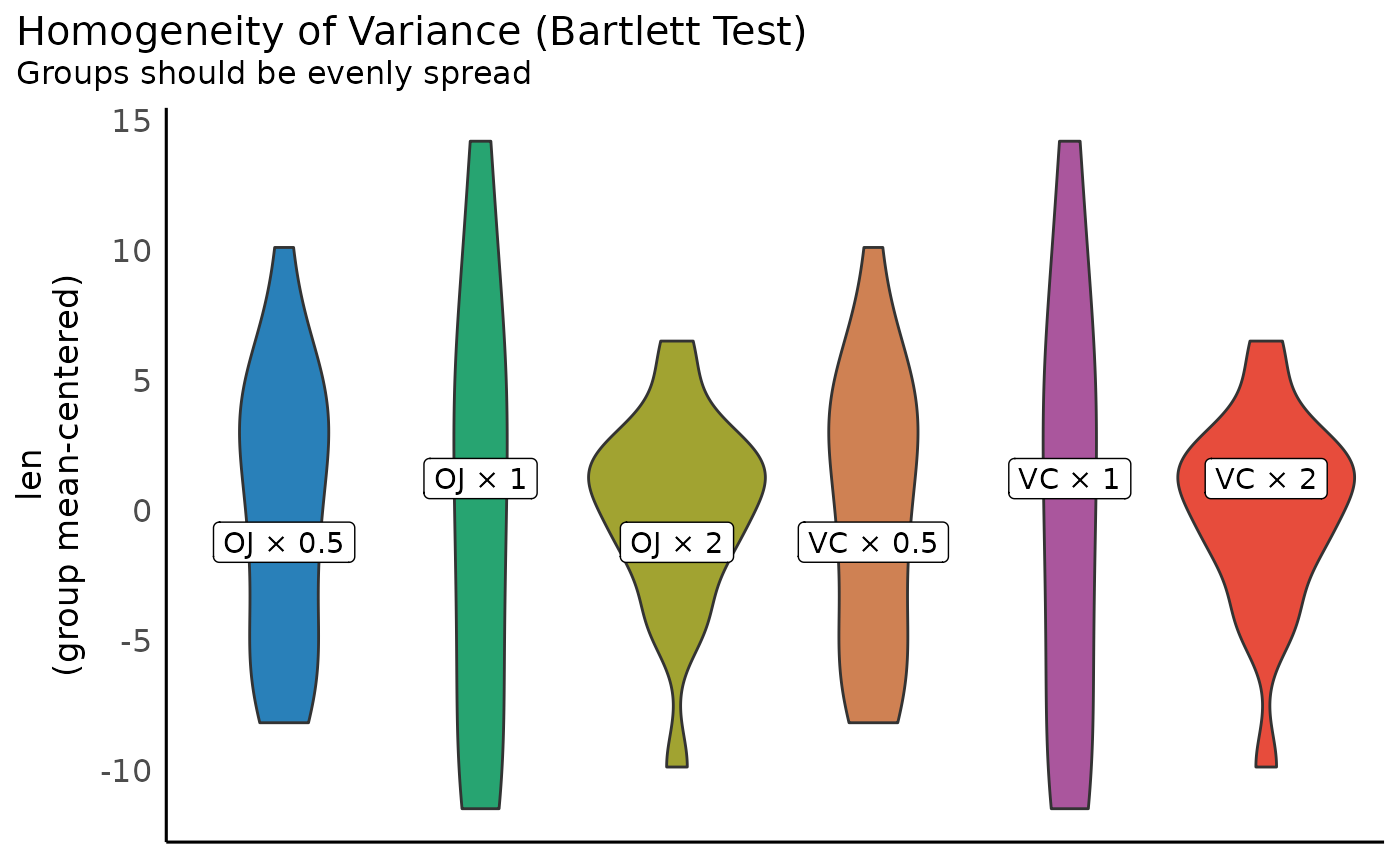 Homogeneity of Variance (Bartlett Test)
Groups should be evenly spread
15
10
5
0
-5
-10
len
(group mean-centered)
OJ × 0.5
OJ × 1
OJ × 2
VC × 0.5
VC × 1
VC × 2